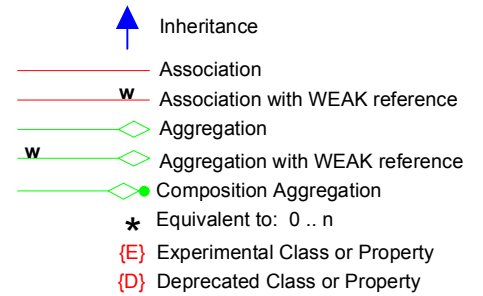 Inheritance
Association
w Association with WEAK reference
Aggregation
w Aggregation with WEAK reference
Composition Aggregation
* Equivalent to: 0 .. n
{E} Experimental Class or Property
{D} Deprecated Class or Property